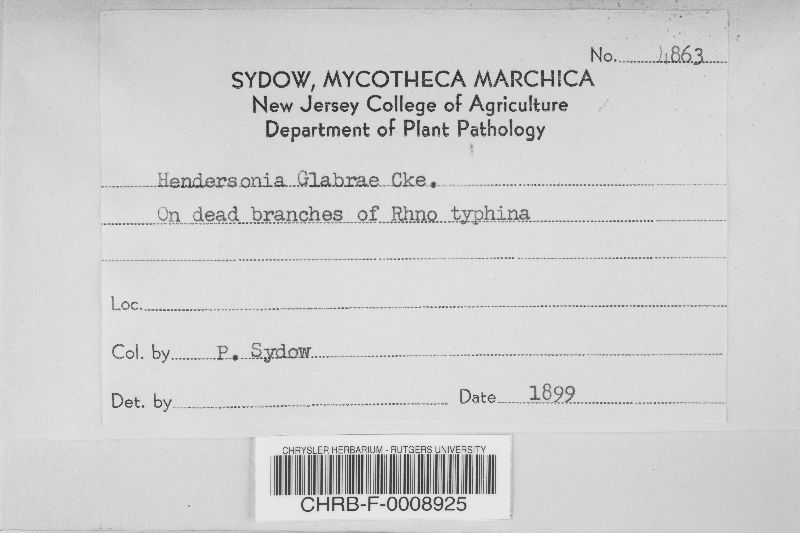 No. 4863
SYDOW, MYCOTHECA MARCHICA
New Jersey College of Agriculture
Department of Plant Pathology
Hendersonia Glabrae Cke.
On dead branches of Rhno typhina
Loc.
Col. by P. Sydow
Det. by Date 1899
CHRYSLER HERBARIUM - RUTGERS UNIVERSITY
CHRB-F-0008925